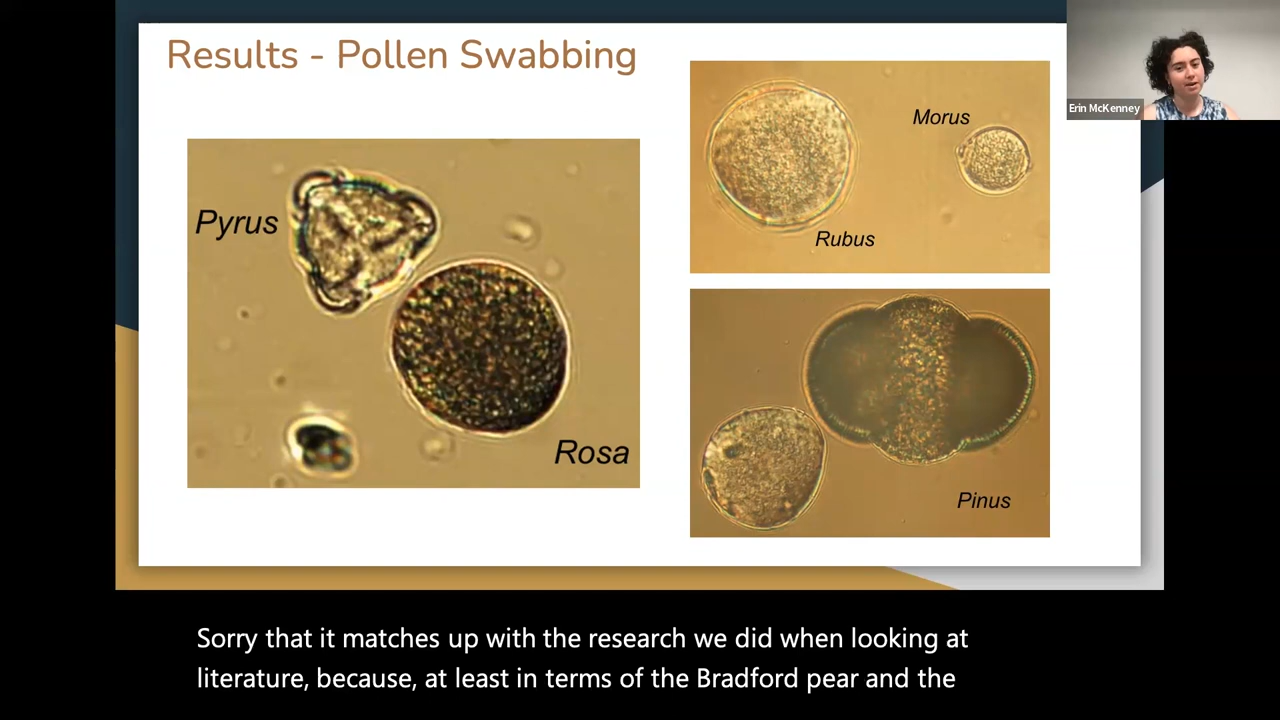 Results - Pollen Swabbing
Erin McKenney
Pyrus
Rosa
Morus
Rubus
Pinus
Sorry that it matches up with the research we did when looking at
literature, because, at least in terms of the Bradford pear and the